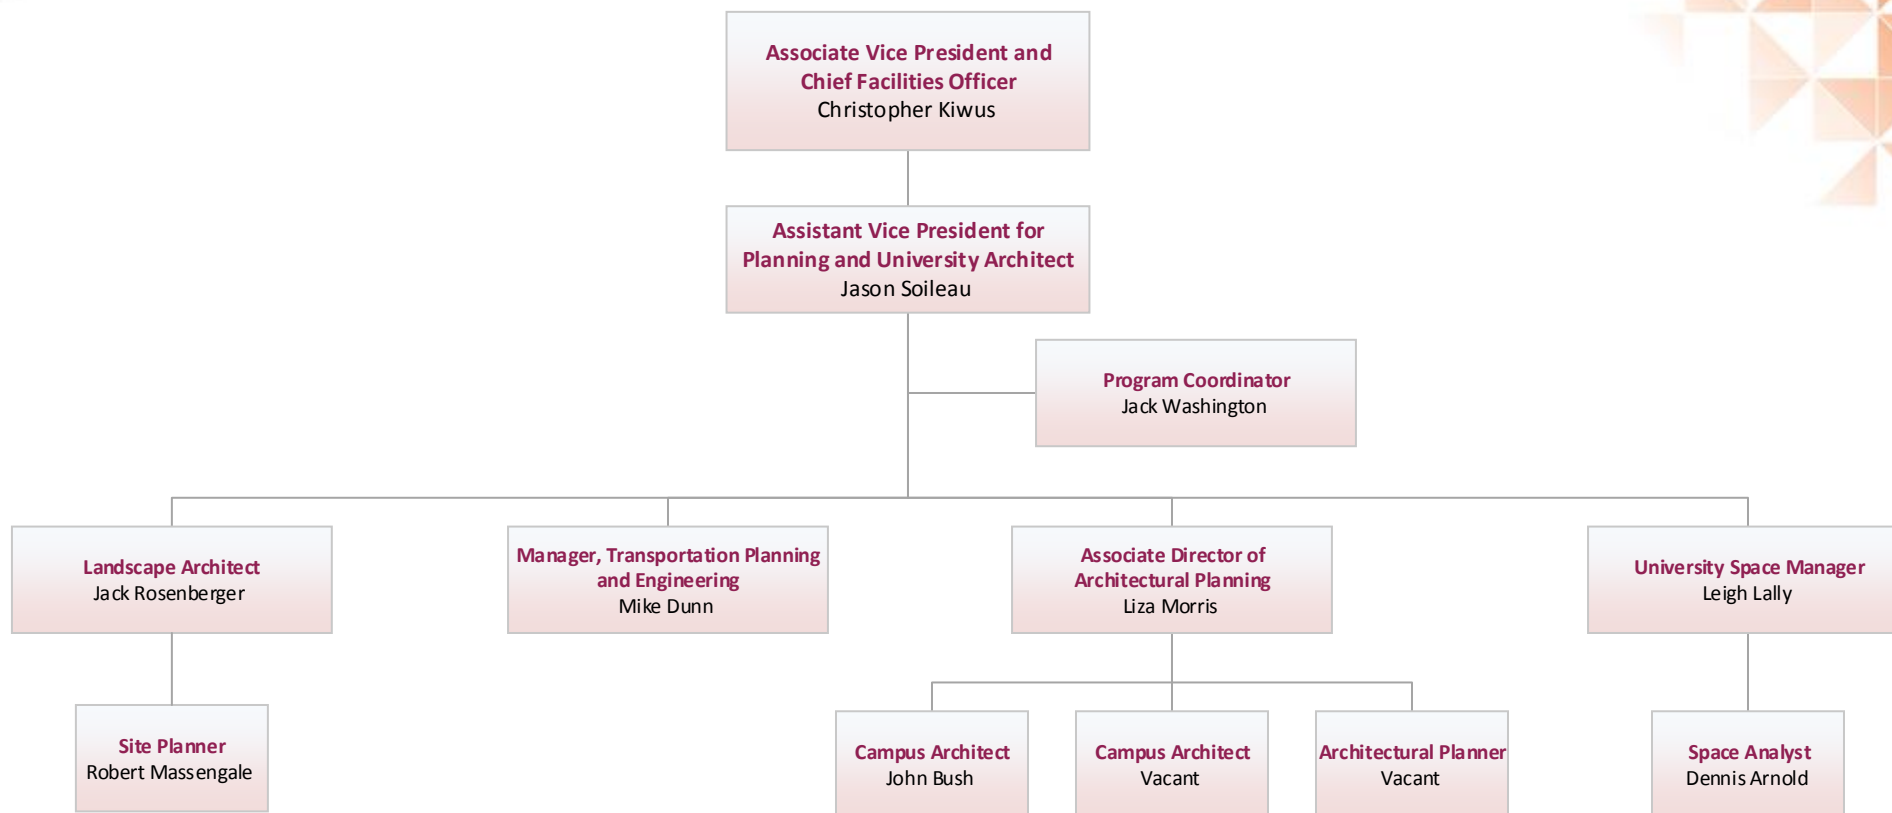 Associate Vice President and
Chief Facilities Officer
Christopher Kiwus
Assistant Vice President for
Planning and University Architect
Jason Soileau
Program Coordinator
Jack Washington
Landscape Architect
Jack Rosenberger
Manager, Transportation Planning
and Engineering
Mike Dunn
Associate Director of
Architectural Planning
Liza Morris
University Space Manager
Leigh Lally
Site Planner
Robert Massengale
Campus Architect
John Bush
Campus Architect
Vacant
Architectural Planner
Vacant
Space Analyst
Dennis Arnold